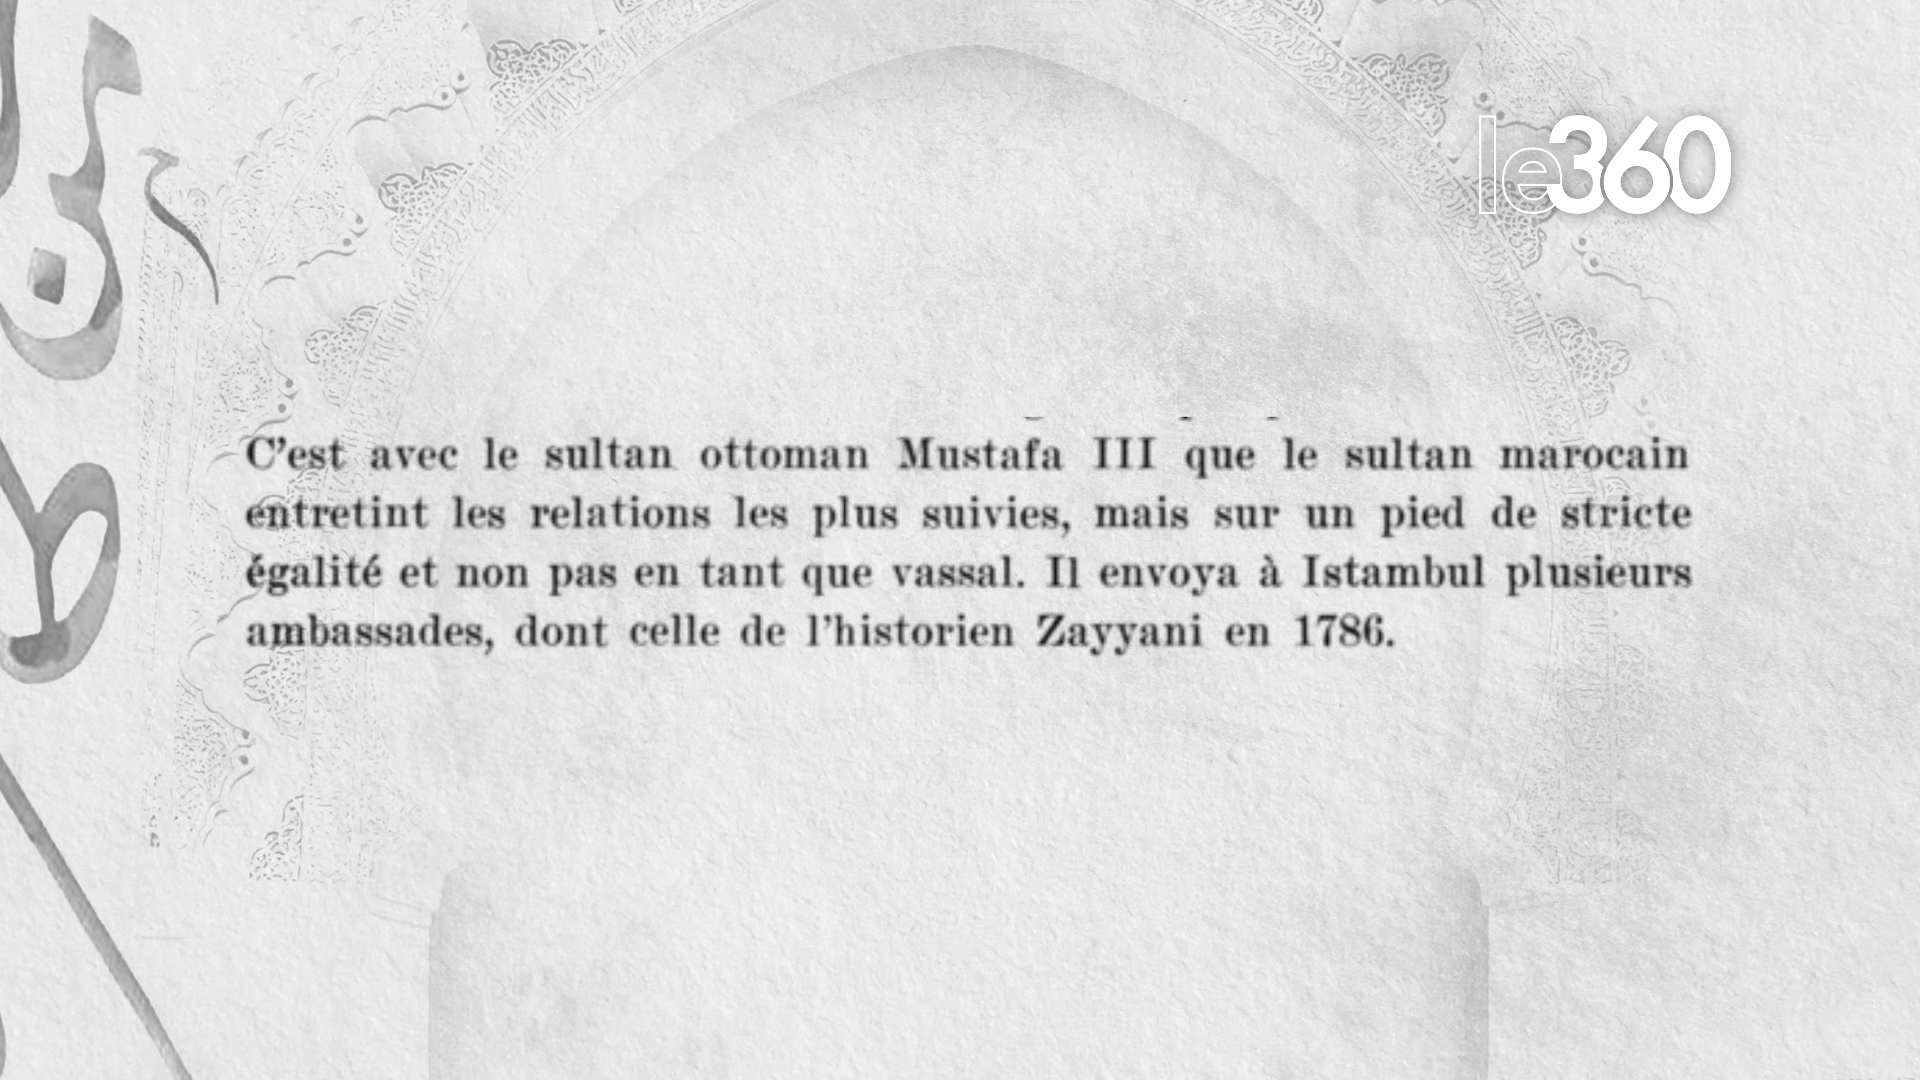 le360
C'est avec le sultan ottoman Mustafa III que le sultan marocain
entretint les relations les plus suivies, mais sur un pied de stricte
égalité et non pas en tant que vassal. Il envoya à Istambul plusieurs
ambassades, dont celle de l'historien Zayyani en 1786.